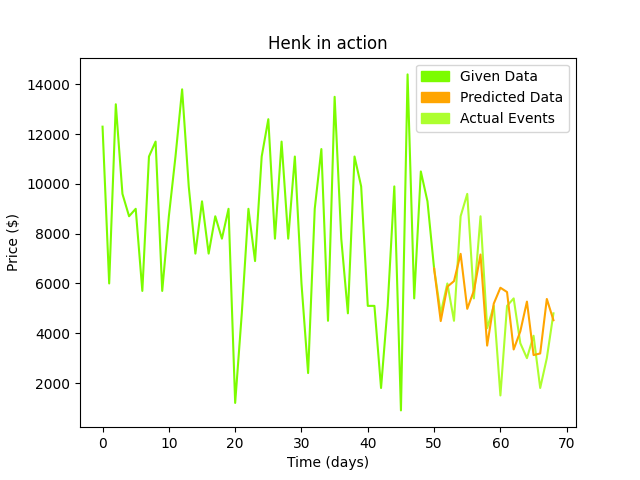 Henk in action
Given Data
Predicted Data
Actual Events
Price ($)
14000
12000
10000
8000
6000
4000
2000
0 10 20 30 40 50 60 70
Time (days)